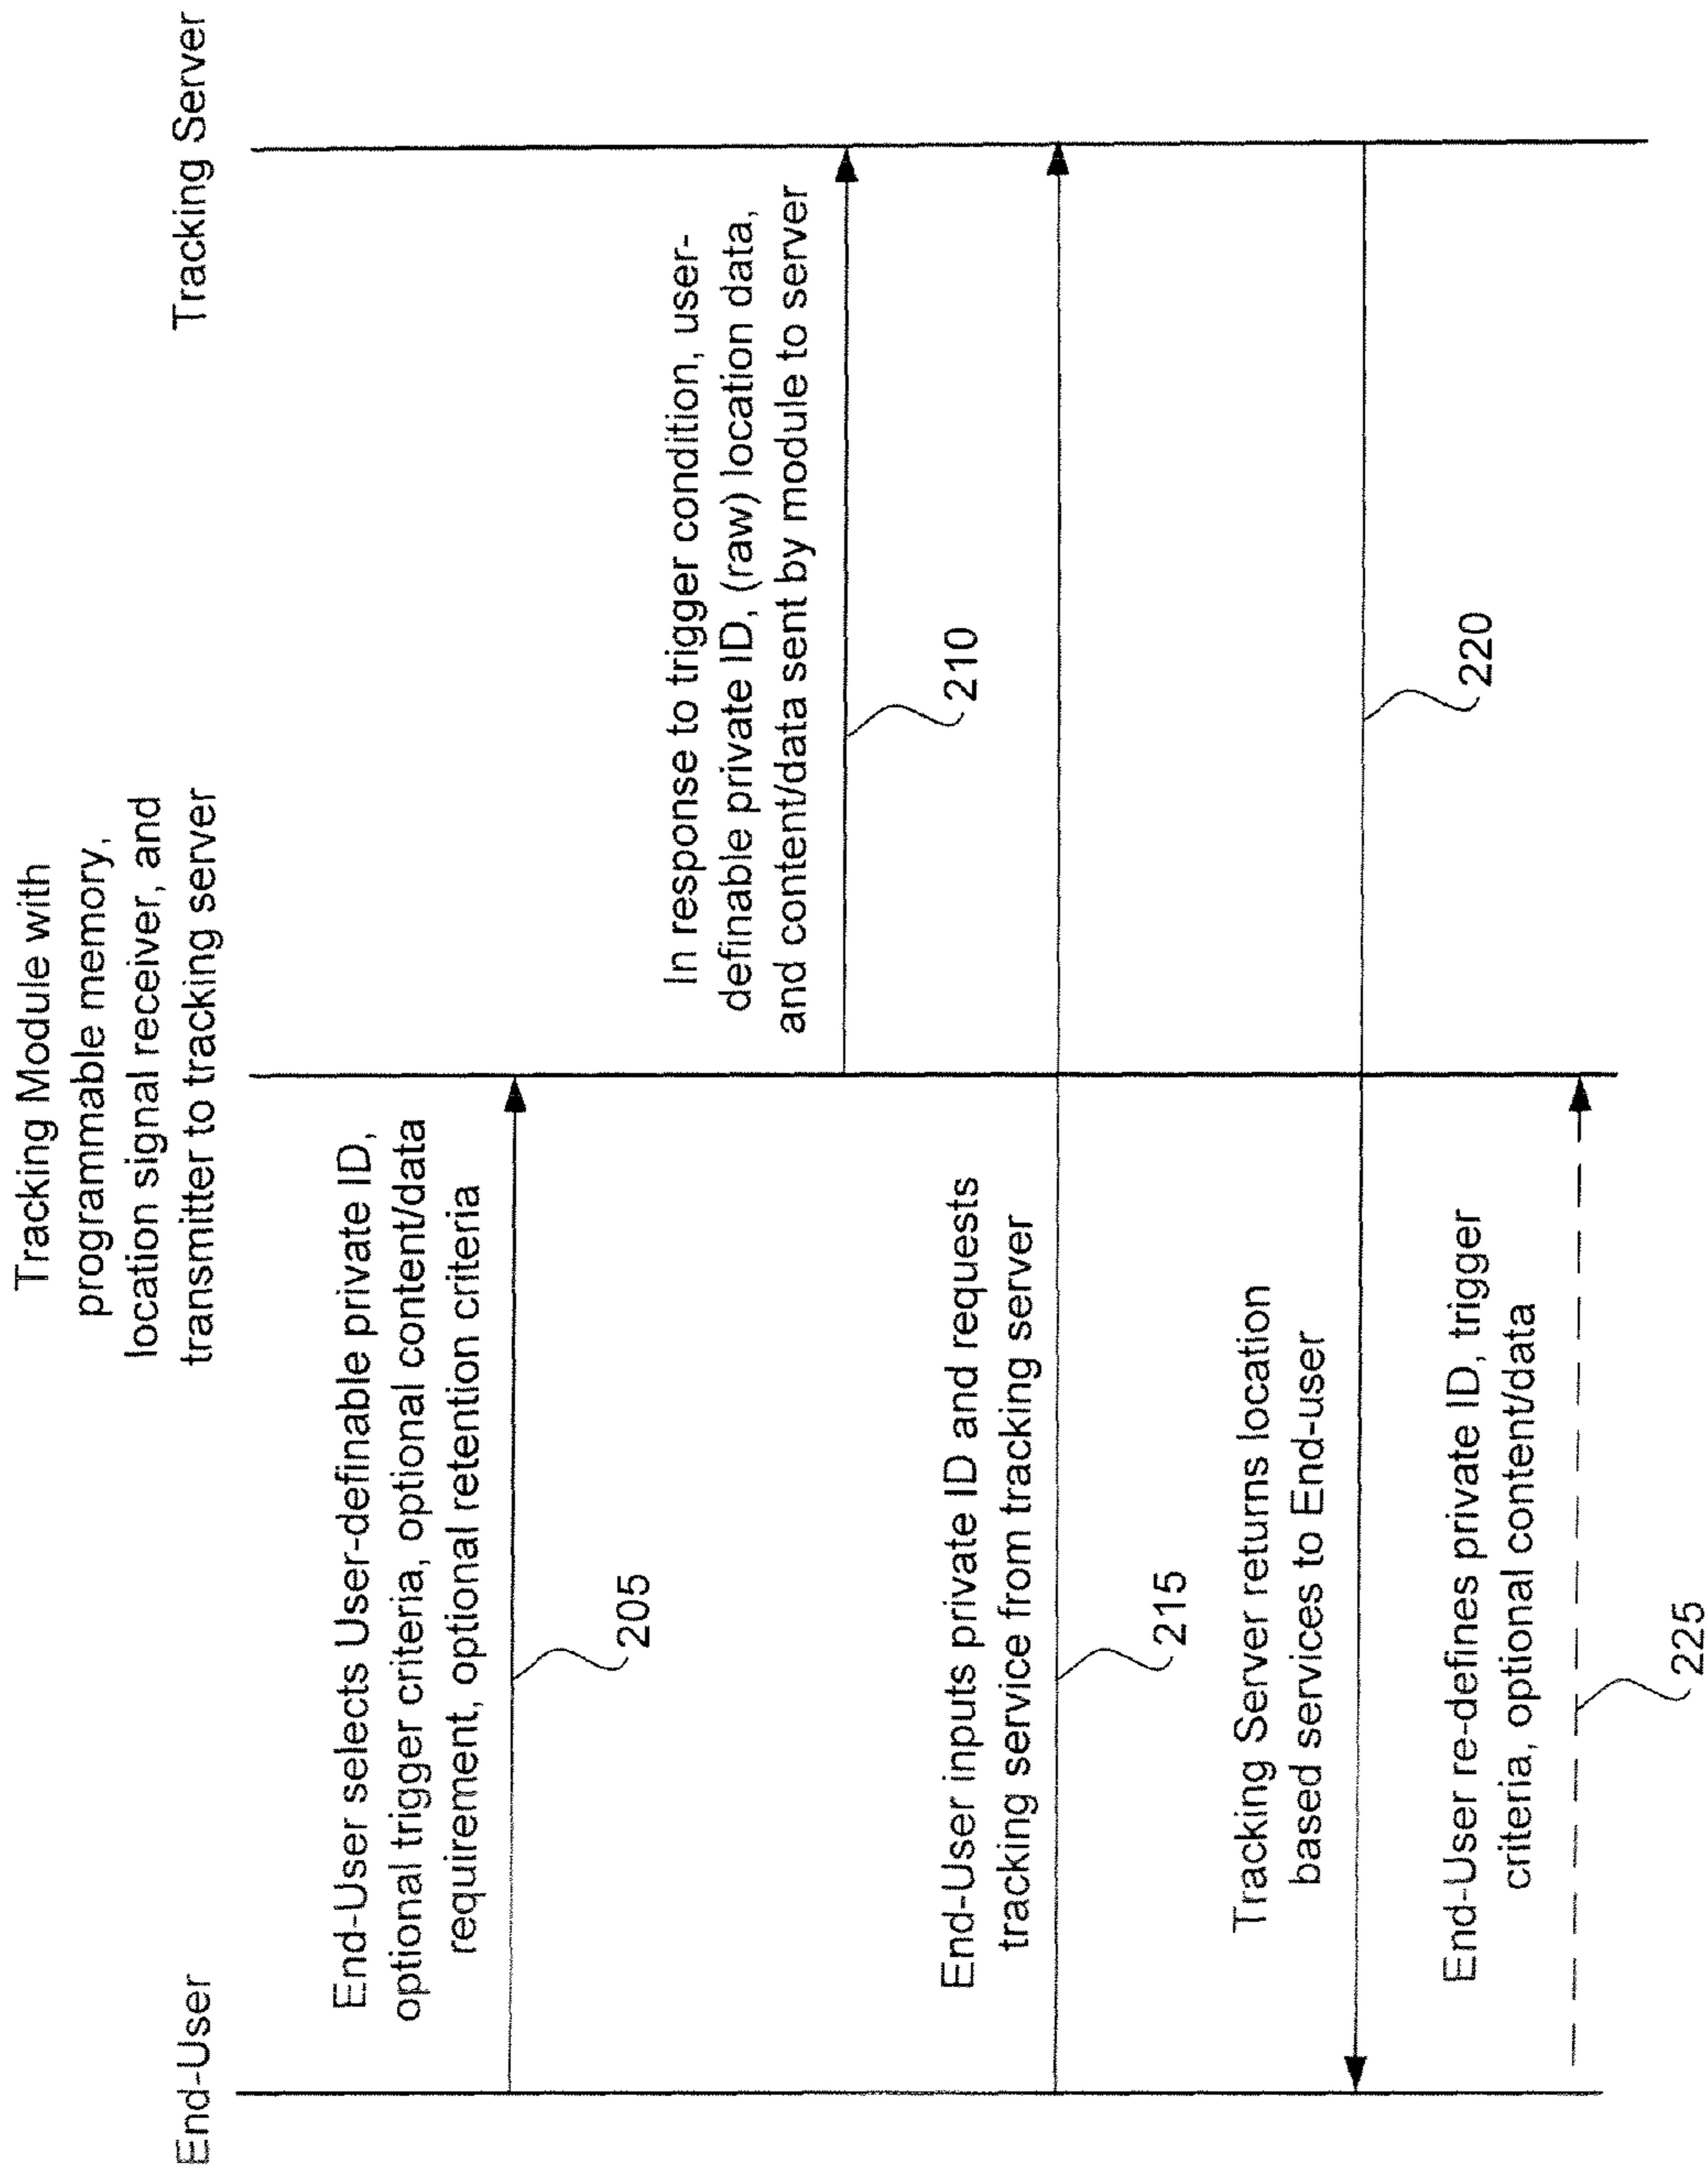 End-User
Tracking Module with
programmable memory,
location signal receiver, and
transmitter to tracking server
Tracking Server
End-User selects User-definable private ID,
optional trigger criteria, optional content/data
requirement, optional retention criteria
205
In response to trigger condition, user-
definable private ID, (raw) location data,
and content/data sent by module to server
210
End-User inputs private ID and requests
tracking service from tracking server
215
Tracking Server returns location
based services to End-user
220
End-User re-defines private ID, trigger
criteria, optional content/data
225